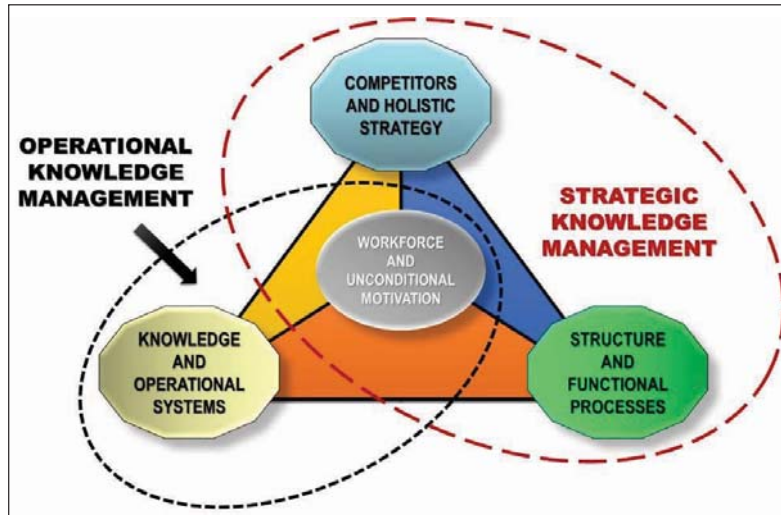 COMPETITORS
AND HOLISTIC
STRATEGY
OPERATIONAL
KNOWLEDGE
MANAGEMENT
STRATEGIC
KNOWLEDGE
MANAGEMENT
WORKFORCE
AND
UNCONDITIONAL
MOTIVATION
KNOWLEDGE
AND
OPERATIONAL
SYSTEMS
STRUCTURE
AND
FUNCTIONAL
PROCESSES